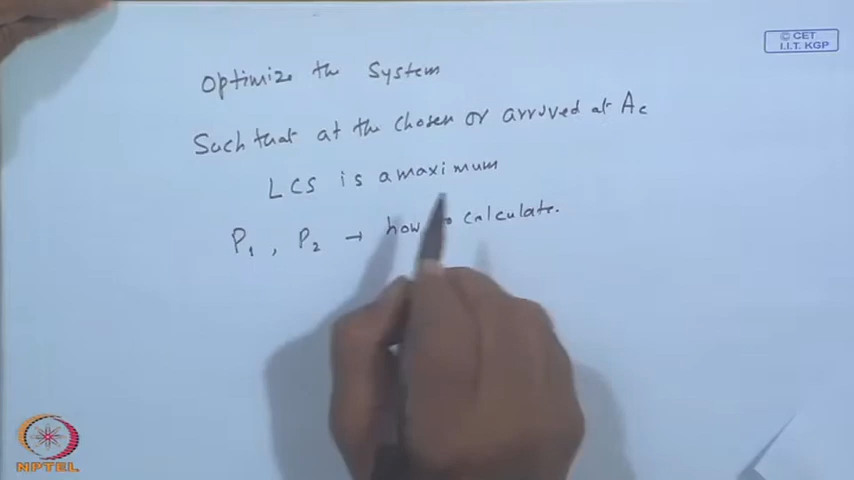 © CET
I.I.T. KGP
Optimize the System
Such that at the chosen or arrived at Ac
LCS is a maximum
P1, P2 → how to calculate.
NPTEL